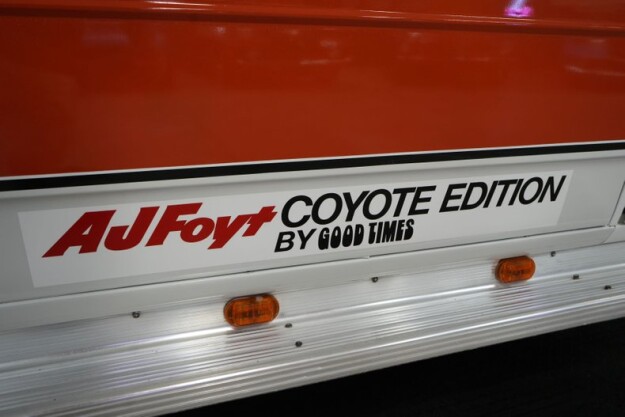 AJ Foyt COYOTE EDITION
BY GOOD TIMES